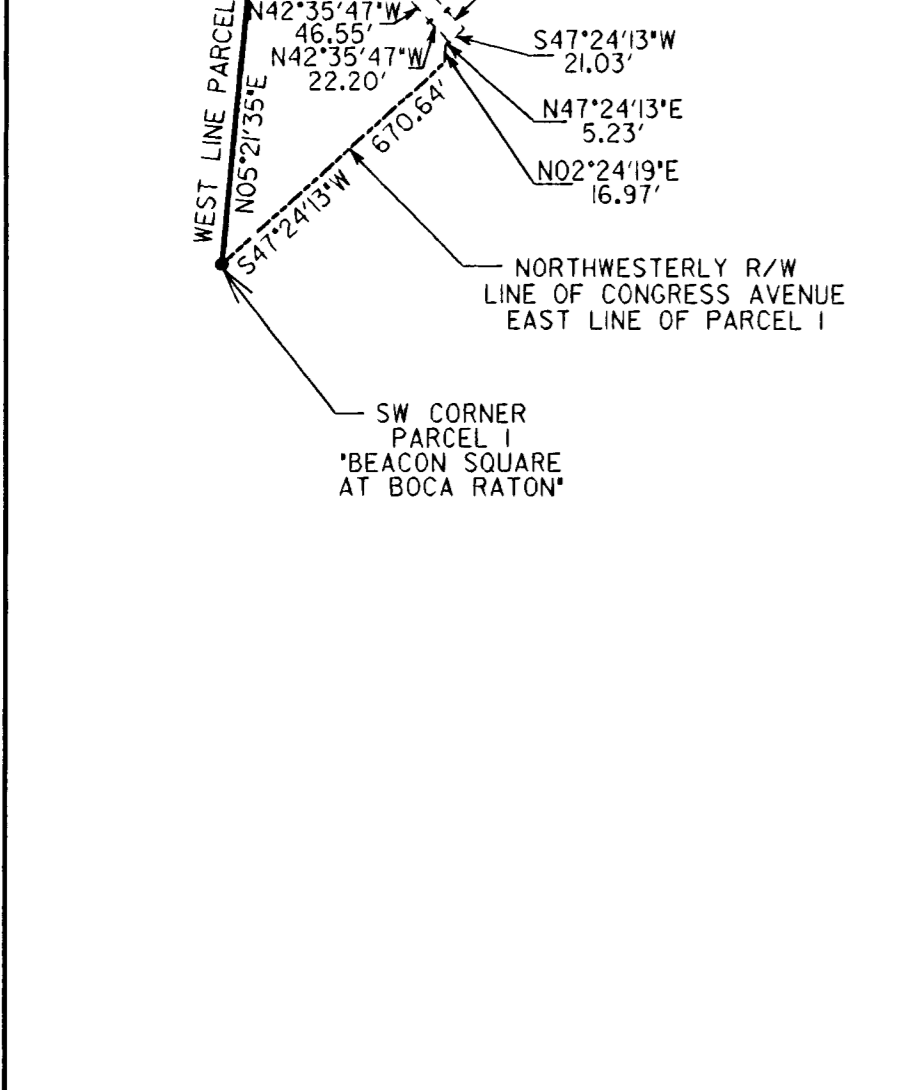 N42°35'47"W
46.55'
N42°35'47"W
22.20'
S47°24'13"W
21.03'
N47°24'13"E
5.23'
N02°24'19"E
16.97'
WEST LINE PARCEL
N05°21'35"E
S47°24'13"W
670.64'
NORTHWESTERLY R/W
LINE OF CONGRESS AVENUE
EAST LINE OF PARCEL 1
SW CORNER
PARCEL 1
"BEACON SQUARE
AT BOCA RATON"